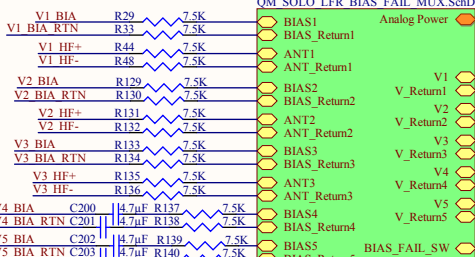 QM_SOLO_LFR_BIAS_FAIL_MUX.SchD
V1_BIA R29 7.5K BIAS1 Analog Power
V1_BIA_RTN R33 7.5K BIAS_Return1
V1_HF+ R44 7.5K ANT1
V1_HF- R48 7.5K ANT_Return1
V1
V2_BIA R129 7.5K BIAS2 V_Return1
V2_BIA_RTN R130 7.5K BIAS_Return2
V2
V2_HF+ R131 7.5K ANT2 V_Return2
V2_HF- R132 7.5K ANT_Return2
V3
V3_BIA R133 7.5K BIAS3 V_Return3
V3_BIA_RTN R134 7.5K BIAS_Return3
V4
V3_HF+ R135 7.5K ANT3 V_Return4
V3_HF- R136 7.5K ANT_Return3
V5
V4_BIA C200 4.7µF R137 7.5K BIAS4 V_Return5
V4_BIA_RTN C201 4.7µF R138 7.5K BIAS_Return4
V5_BIA C202 4.7µF R139 7.5K BIAS5 BIAS_FAIL_SW
V5_BIA_RTN C203 4.7µF R140 7.5K